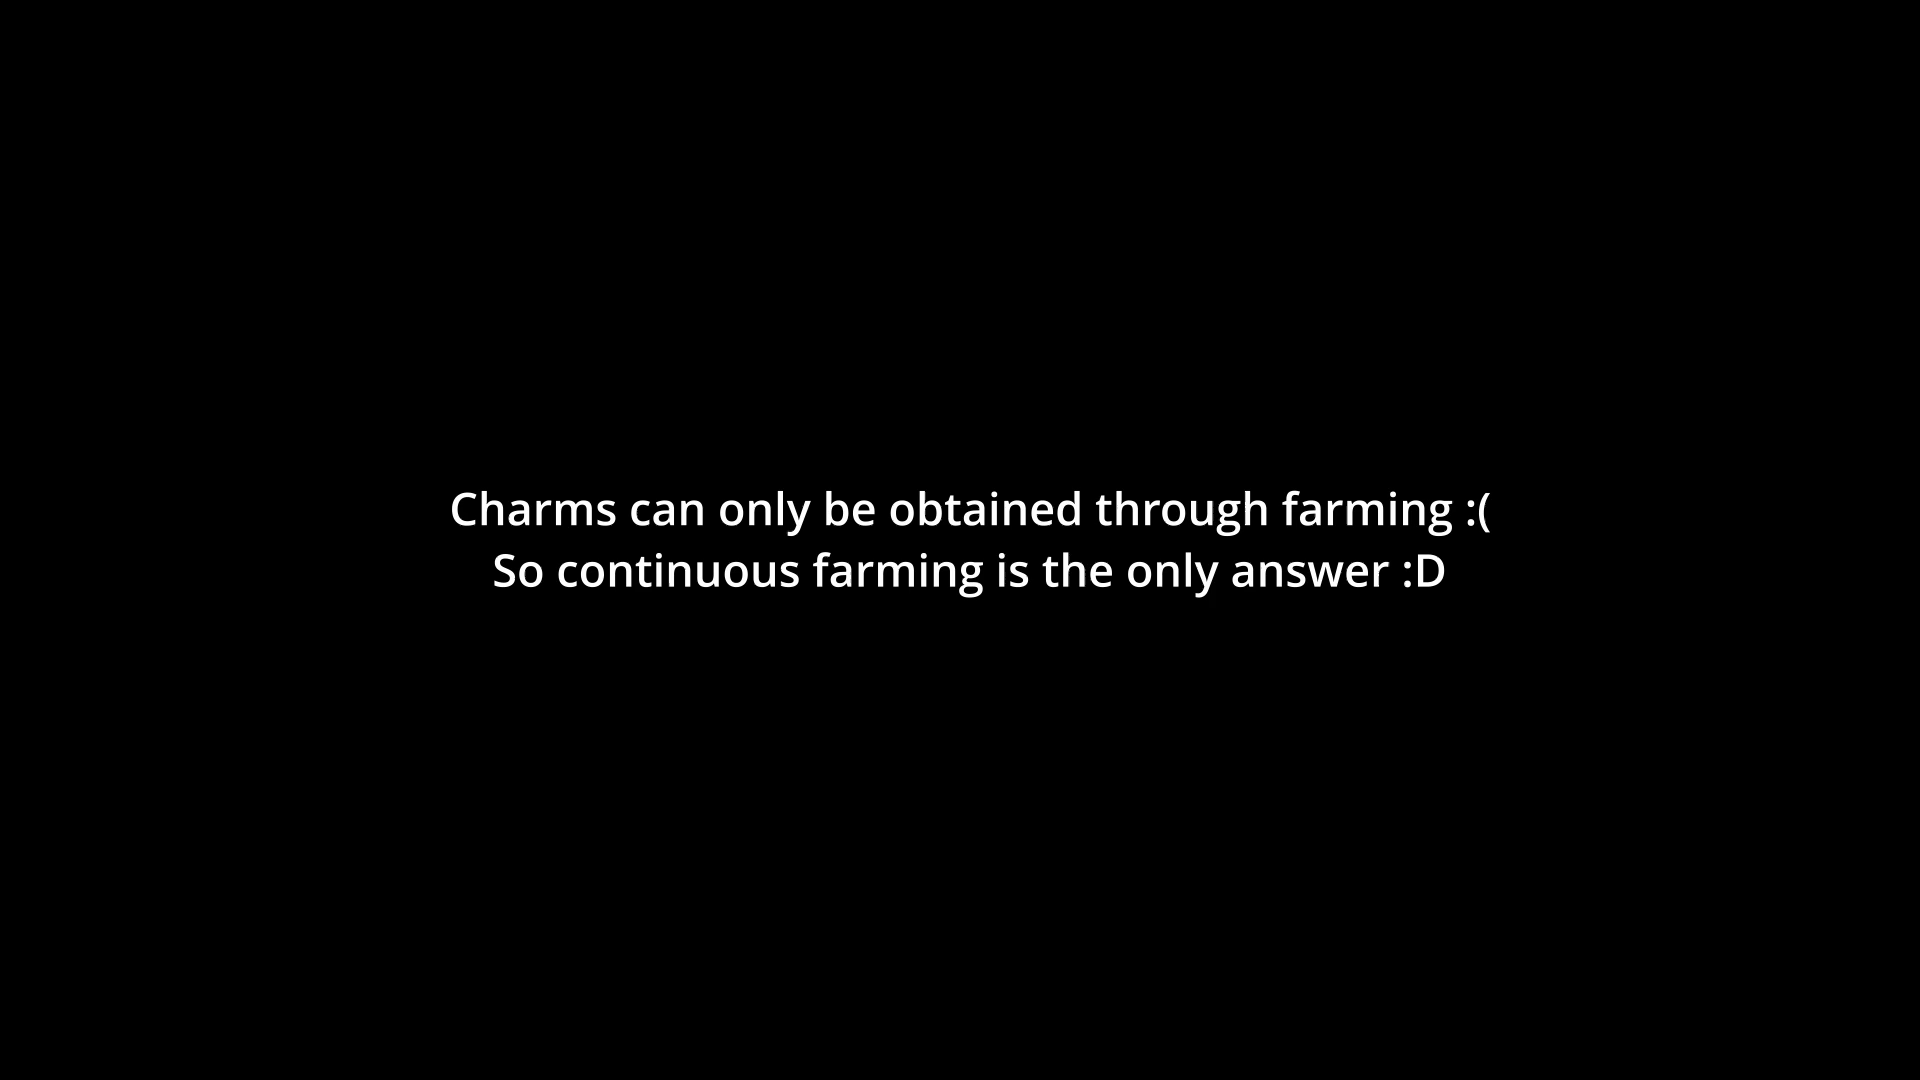 Charms can only be obtained through farming :(
So continuous farming is the only answer :D